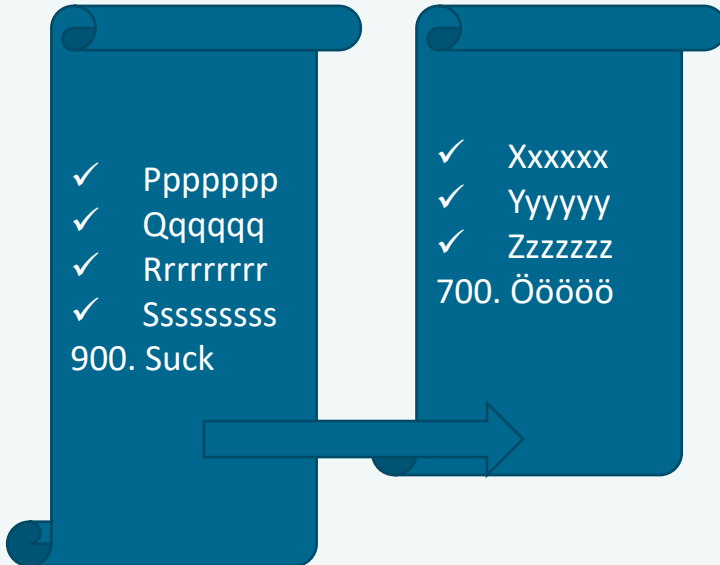 ✓ Ppppppp
✓ Qqqqqq
✓ Rrrrrrrrr
✓ Sssssssss
900. Suck
✓ Xxxxxx
✓ Yyyyyy
✓ Zzzzzzz
700. Ööööö